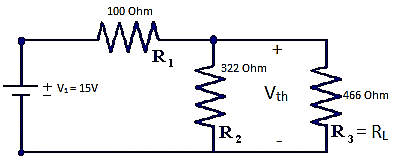 100 Ohm
R1
+
322 Ohm
± V1 = 15V
Vth
466 Ohm
R2
-
R3 = RL